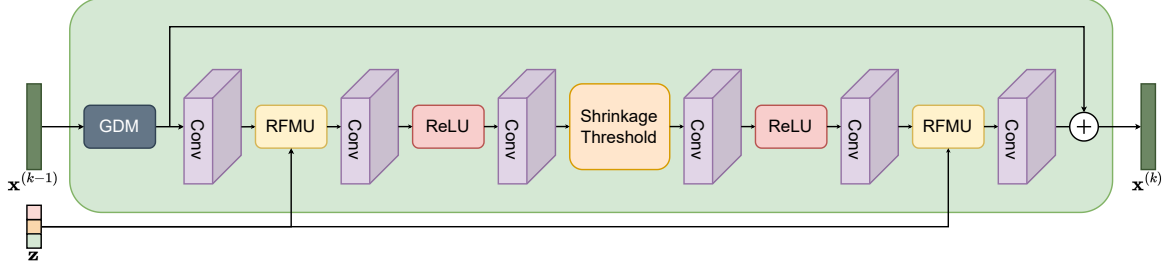 GDM
Conv
RFMU
Conv
ReLU
Conv
Shrinkage
Threshold
Conv
ReLU
Conv
RFMU
Conv
+
x^(k−1)
x^(k)
z